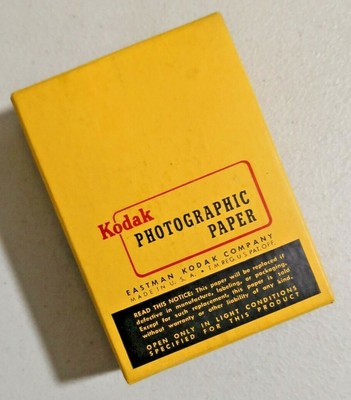 Kodak
PHOTOGRAPHIC
PAPER
EASTMAN KODAK COMPANY
MADE IN U. S. A. • T M REG. U.S. PAT. OFF.
READ THIS NOTICE: This paper will be replaced if
defective in manufacture, labeling, or packaging.
Except for such replacement, this paper is sold
without warranty or other liability of any kind.
OPEN ONLY IN LIGHT CONDITIONS
SPECIFIED FOR THIS PRODUCT